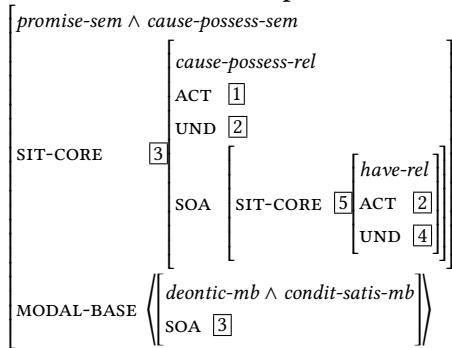 promise-sem ∧ cause-possess-sem
cause-possess-rel
ACT 1
UND 2
SIT-CORE 3
have-rel
SOA SIT-CORE 5 ACT 2
UND 4
deontic-mb ∧ condit-satis-mb
MODAL-BASE
SOA 3